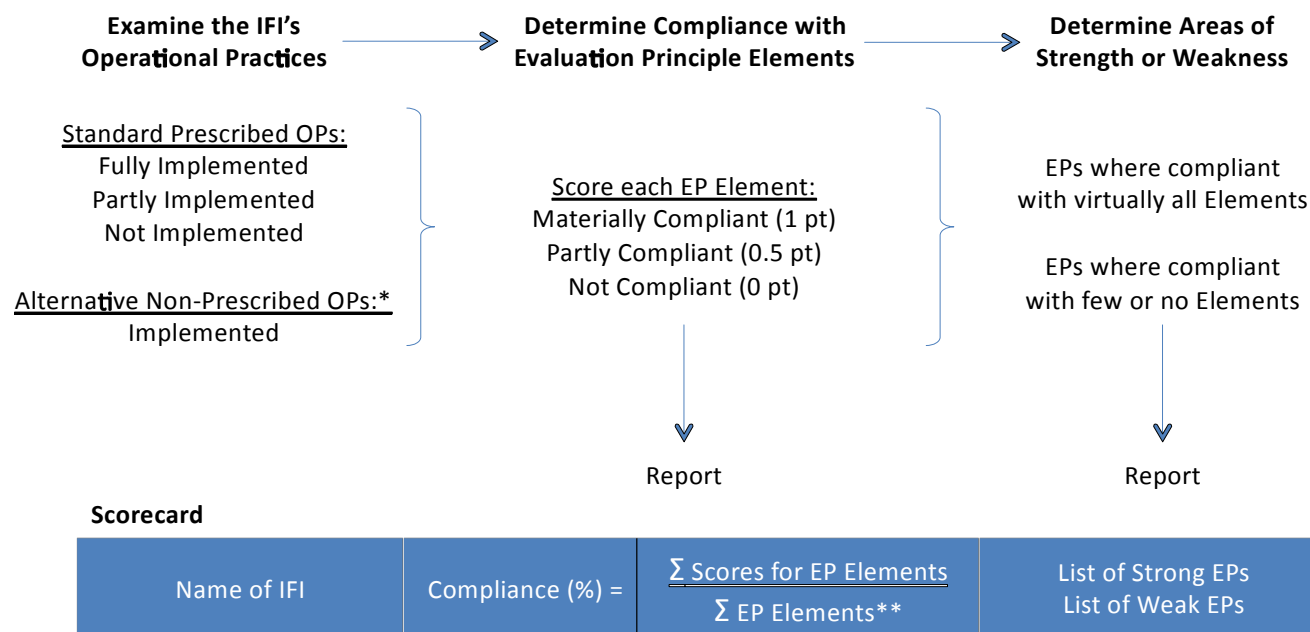 Examine the IFI's
Operational Practices
Determine Compliance with
Evaluation Principle Elements
Determine Areas of
Strength or Weakness
Standard Prescribed OPs:
Fully Implemented
Partly Implemented
Not Implemented
Alternative Non-Prescribed OPs:*
Implemented
Score each EP Element:
Materially Compliant (1 pt)
Partly Compliant (0.5 pt)
Not Compliant (0 pt)
EPs where compliant
with virtually all Elements
EPs where compliant
with few or no Elements
Report
Report
Scorecard
Name of IFI
Compliance (%) =
Σ Scores for EP Elements
Σ EP Elements**
List of Strong EPs
List of Weak EPs